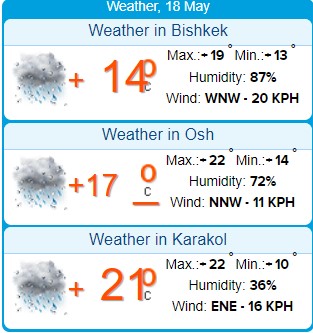 Weather, 18 May
Weather in Bishkek
+ 14° C
Max.:+ 19 ° Min.:+ 13 °
Humidity: 87%
Wind: WNW - 20 KPH
Weather in Osh
+17 ° C
Max.:+ 22 ° Min.:+ 14 °
Humidity: 72%
Wind: NNW - 11 KPH
Weather in Karakol
+ 21° C
Max.:+ 22 ° Min.:+ 10 °
Humidity: 36%
Wind: ENE - 16 KPH